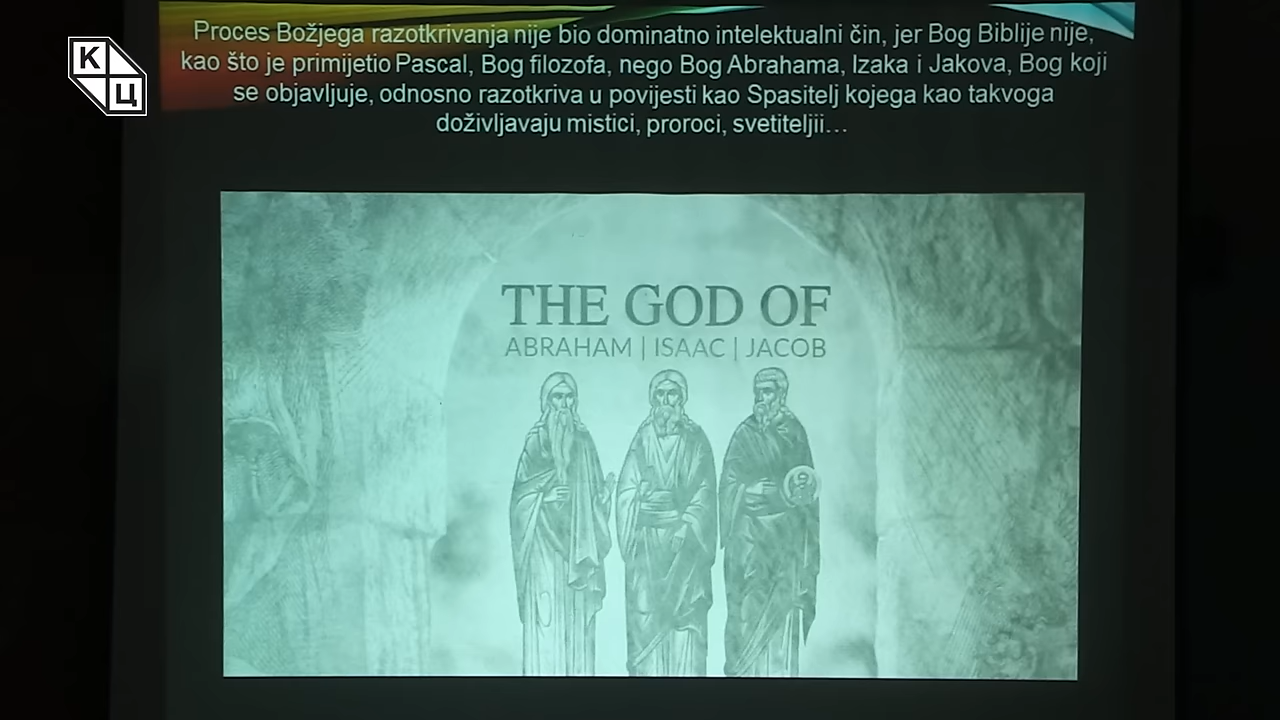 Proces Božjega razotkrivanja nije bio dominatno intelektualni čin, jer Bog Biblije nije,
kao što je primijetio Pascal, Bog filozofa, nego Bog Abrahama, Izaka i Jakova, Bog koji
se objavljuje, odnosno razotkriva u povijesti kao Spasitelj kojega kao takvoga
doživljavaju mistici, proroci, svetiteljii…
К
Ц
THE GOD OF
ABRAHAM | ISAAC | JACOB